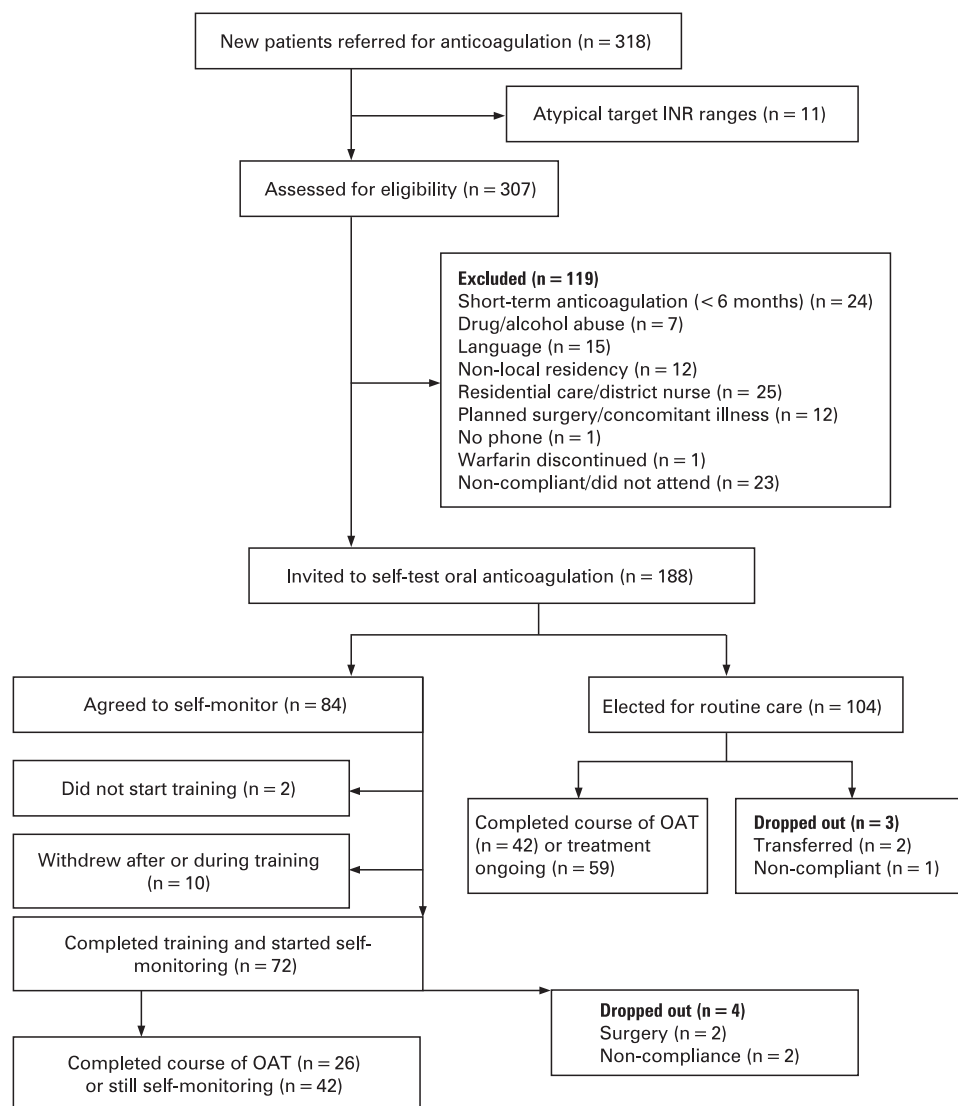 New patients referred for anticoagulation (n = 318)
Atypical target INR ranges (n = 11)
Assessed for eligibility (n = 307)
Excluded (n = 119)
Short-term anticoagulation (< 6 months) (n = 24)
Drug/alcohol abuse (n = 7)
Language (n = 15)
Non-local residency (n = 12)
Residential care/district nurse (n = 25)
Planned surgery/concomitant illness (n = 12)
No phone (n = 1)
Warfarin discontinued (n = 1)
Non-compliant/did not attend (n = 23)
Invited to self-test oral anticoagulation (n = 188)
Agreed to self-monitor (n = 84)
Elected for routine care (n = 104)
Did not start training (n = 2)
Withdrew after or during training
(n = 10)
Completed course of OAT
(n = 42) or treatment
ongoing (n = 59)
Dropped out (n = 3)
Transferred (n = 2)
Non-compliant (n = 1)
Completed training and started self-
monitoring (n = 72)
Dropped out (n = 4)
Surgery (n = 2)
Non-compliance (n = 2)
Completed course of OAT (n = 26)
or still self-monitoring (n = 42)